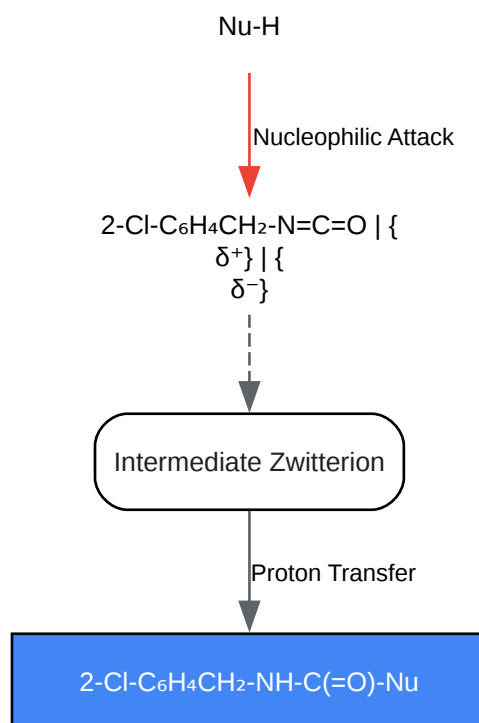 Nu-H
Nucleophilic Attack
2-Cl-C₆H₄CH₂-N=C=O | {
δ⁺} | {
δ⁻}
Intermediate Zwitterion
Proton Transfer
2-Cl-C₆H₄CH₂-NH-C(=O)-Nu